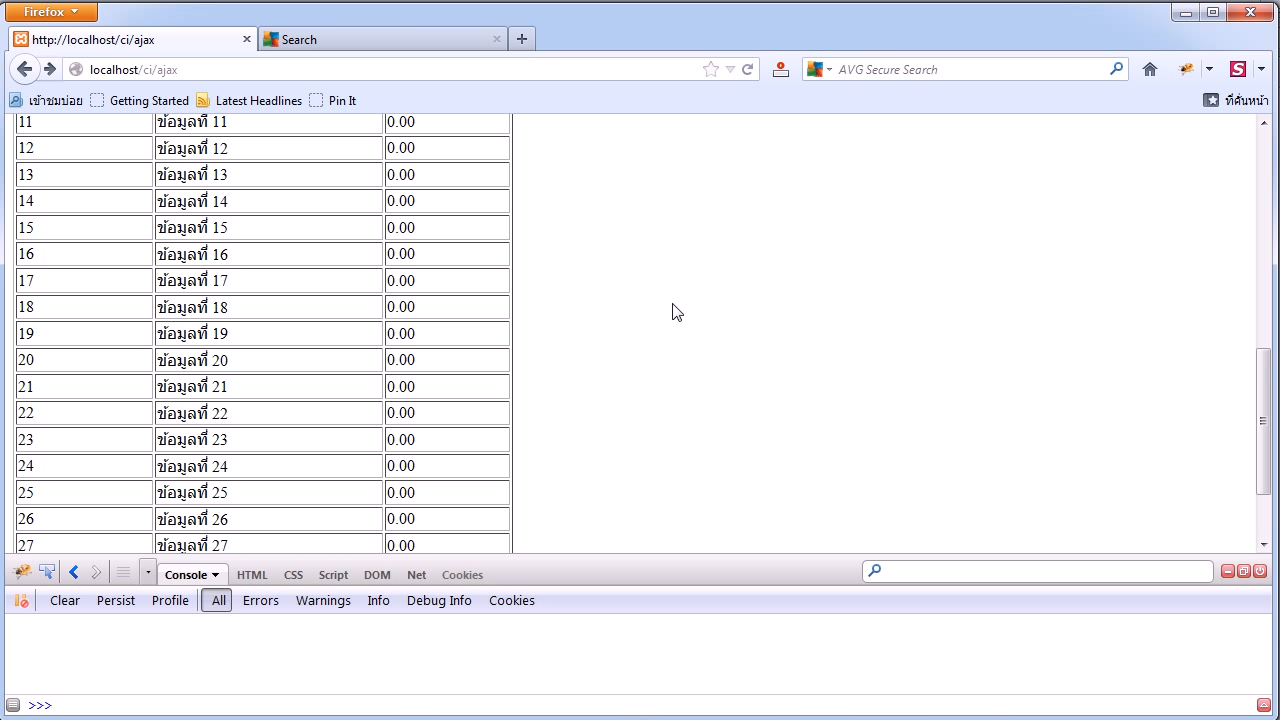 Firefox
http://localhost/ci/ajax
Search
localhost/ci/ajax
AVG Secure Search
เข้าชมบ่อย Getting Started Latest Headlines Pin It ที่คั่นหน้า
11 ข้อมูลที่ 11 0.00
12 ข้อมูลที่ 12 0.00
13 ข้อมูลที่ 13 0.00
14 ข้อมูลที่ 14 0.00
15 ข้อมูลที่ 15 0.00
16 ข้อมูลที่ 16 0.00
17 ข้อมูลที่ 17 0.00
18 ข้อมูลที่ 18 0.00
19 ข้อมูลที่ 19 0.00
20 ข้อมูลที่ 20 0.00
21 ข้อมูลที่ 21 0.00
22 ข้อมูลที่ 22 0.00
23 ข้อมูลที่ 23 0.00
24 ข้อมูลที่ 24 0.00
25 ข้อมูลที่ 25 0.00
26 ข้อมูลที่ 26 0.00
27 ข้อมูลที่ 27 0.00
Console HTML CSS Script DOM Net Cookies
Clear Persist Profile All Errors Warnings Info Debug Info Cookies
>>>